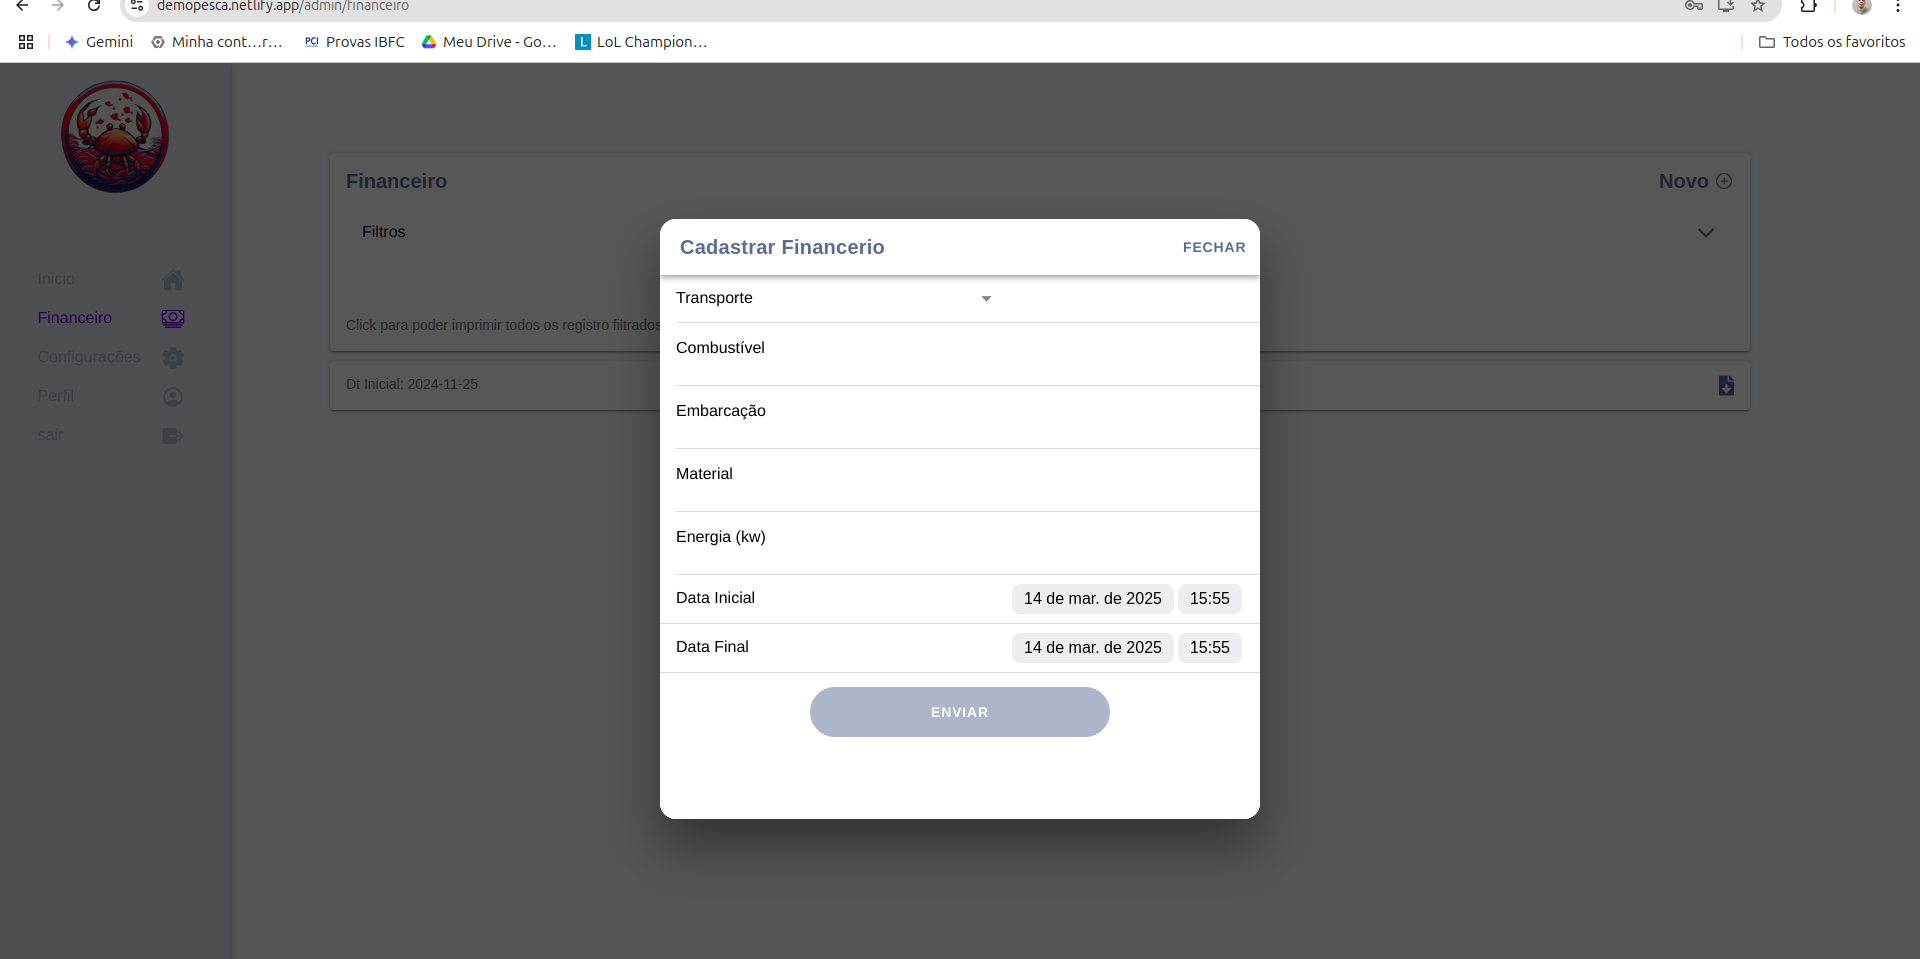 demopesca.netlify.app/admin/financeiro
Gemini
Minha cont…r…
PCI Provas IBFC
Meu Drive - Go…
L LoL Champion…
Todos os favoritos
Financeiro
Novo
Filtros
Inicio
Financeiro
Configurações
Perfil
sair
Click para poder imprimir todos os registro filtrados
Dt Inicial: 2024-11-25
Cadastrar Financerio
FECHAR
Transporte
Combustível
Embarcação
Material
Energia (kw)
Data Inicial 14 de mar. de 2025 15:55
Data Final 14 de mar. de 2025 15:55
ENVIAR